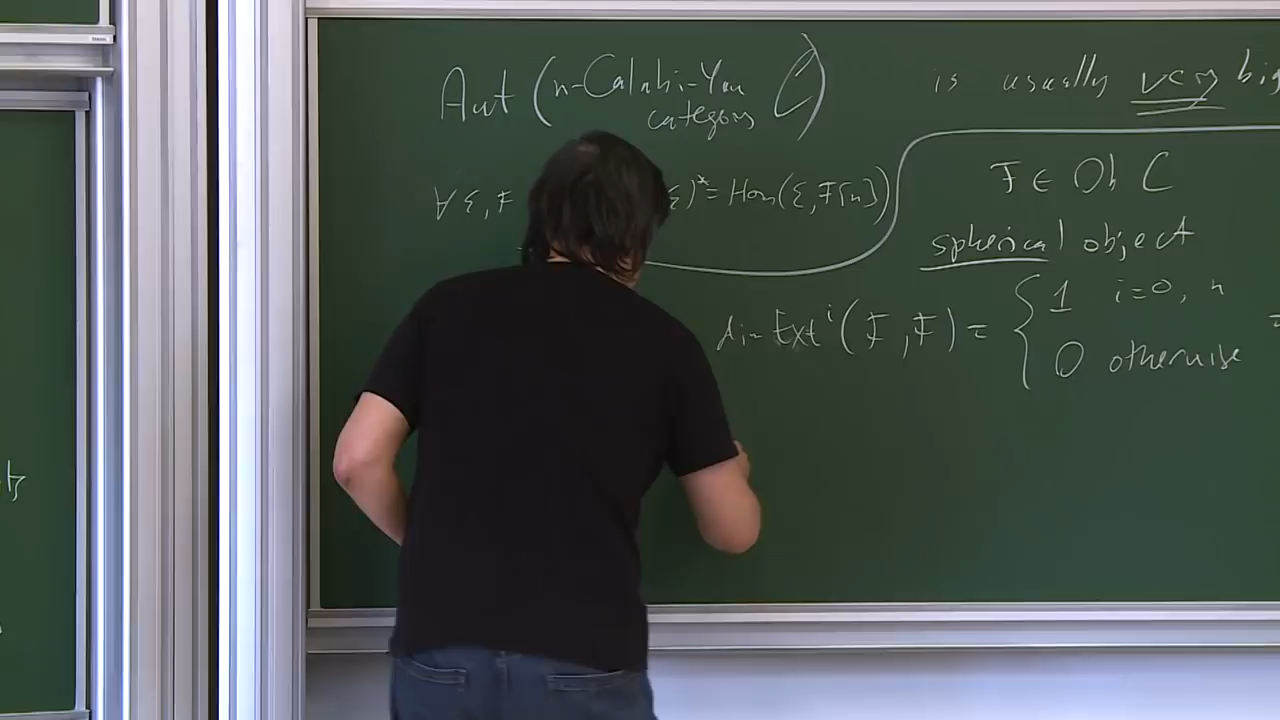 Aut (n-Calabi-Yau category C) is usually very big
∀ E, F
E)* = Hom(E, F[n])
F ∈ Ob C
spherical object
dim Ext^i (F, F) = { 1 i=0, n
0 otherwise